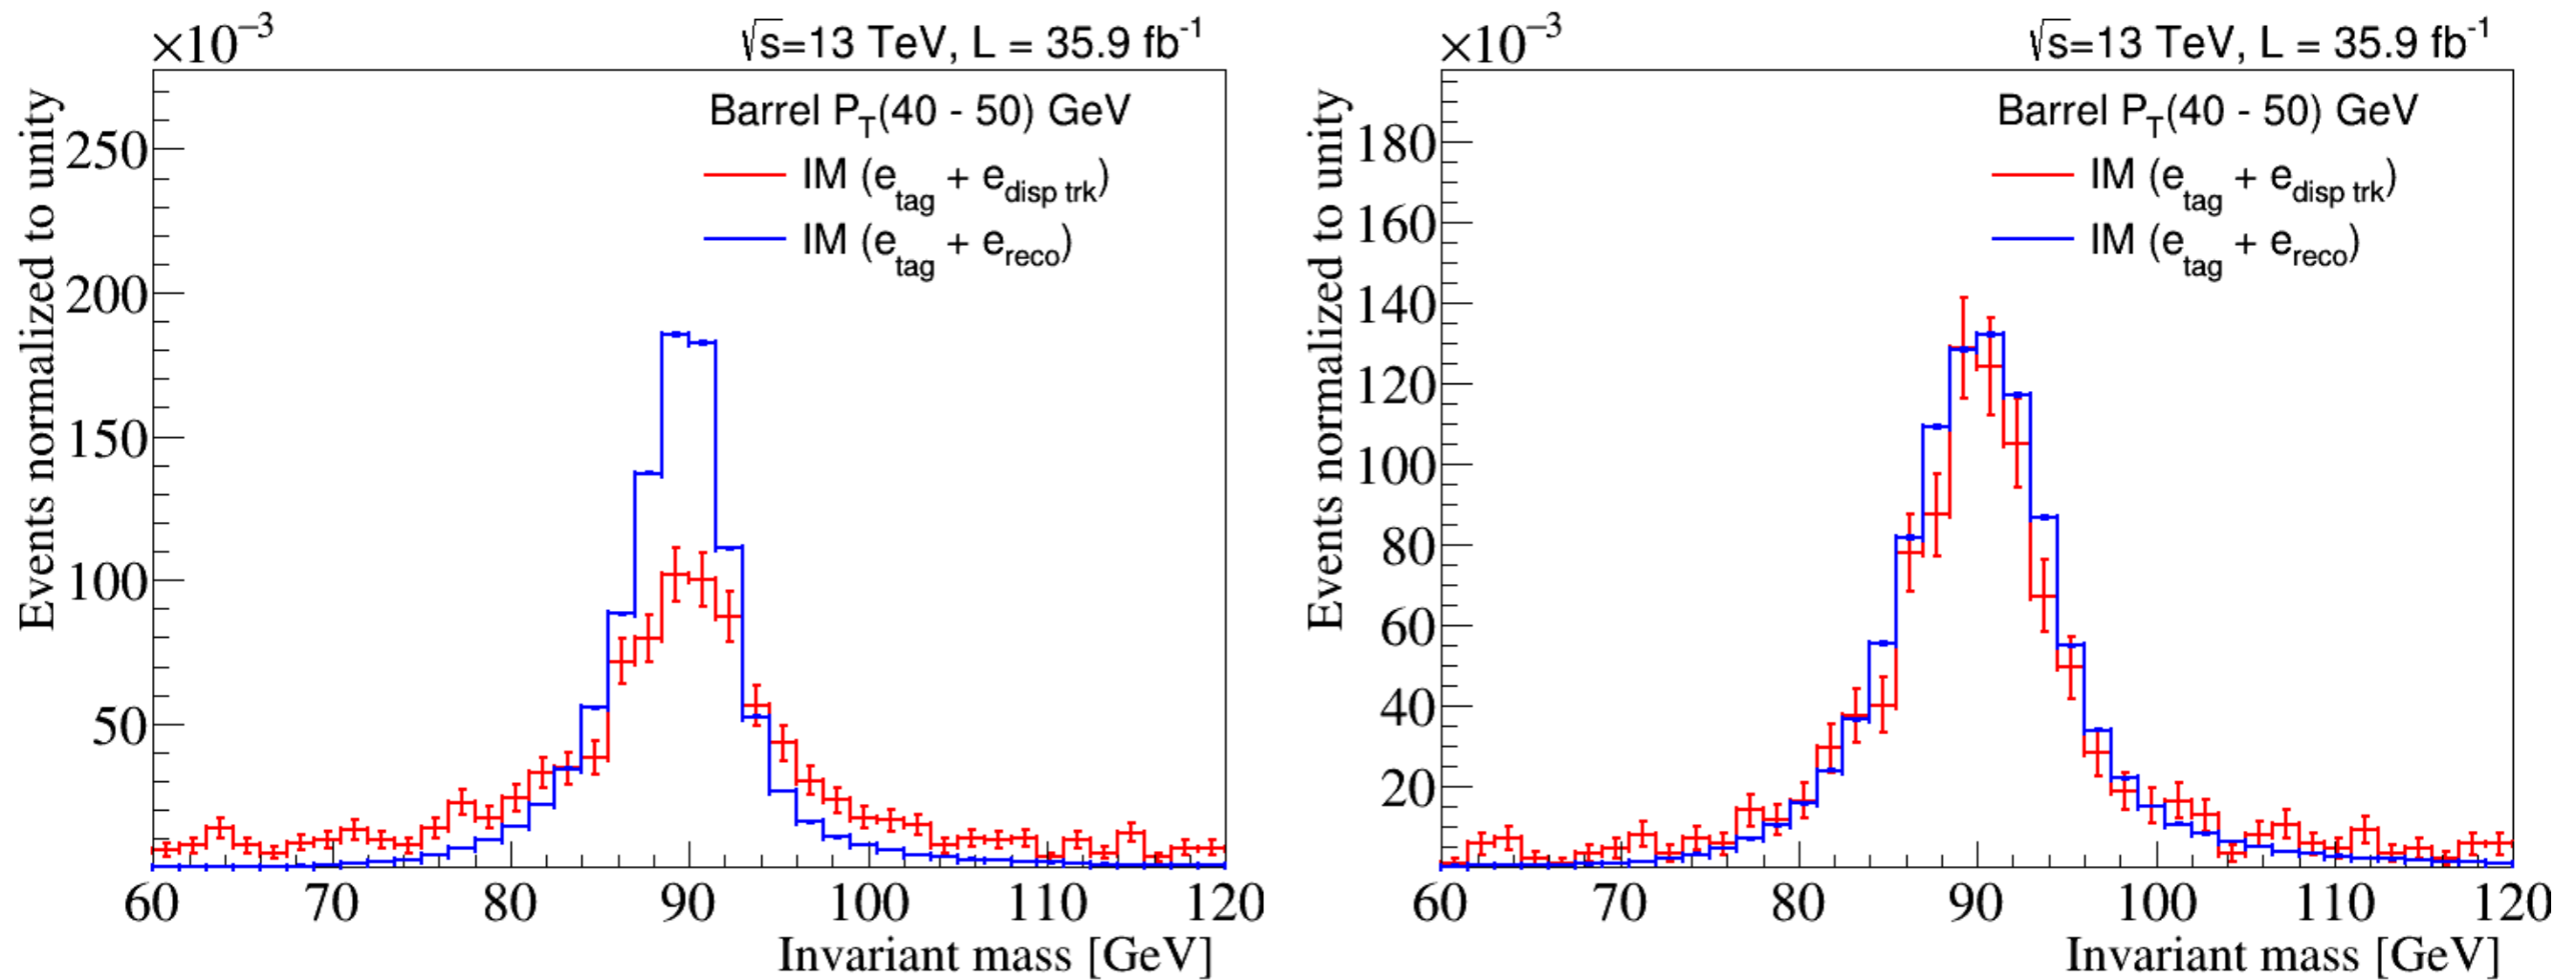 ×10⁻³
√s=13 TeV, L = 35.9 fb⁻¹
Barrel P_T(40 - 50) GeV
IM (e_tag + e_disp trk)
IM (e_tag + e_reco)
Events normalized to unity
250
200
150
100
50
60 70 80 90 100 110 120
Invariant mass [GeV]
×10⁻³
√s=13 TeV, L = 35.9 fb⁻¹
Barrel P_T(40 - 50) GeV
IM (e_tag + e_disp trk)
IM (e_tag + e_reco)
Events normalized to unity
180
160
140
120
100
80
60
40
20
60 70 80 90 100 110 120
Invariant mass [GeV]